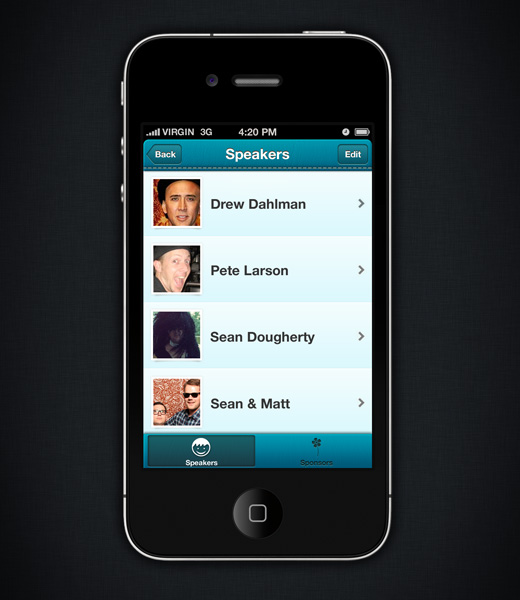 VIRGIN 3G 4:20 PM
Back Speakers Edit
Drew Dahlman
Pete Larson
Sean Dougherty
Sean & Matt
Speakers Sponsors